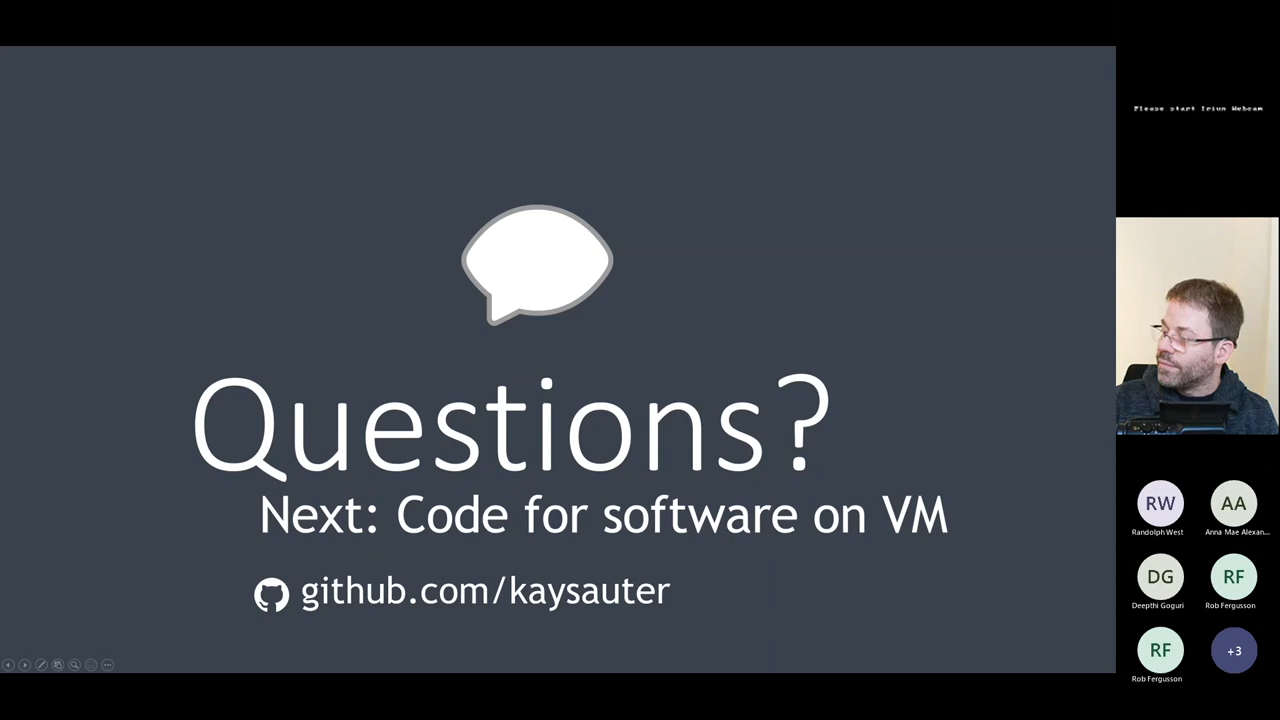 Please start Iriun Webcam
Questions?
Next: Code for software on VM
github.com/kaysauter
RW
AA
Randolph West
Anna Mae Alexan...
DG
RF
Deepthi Goguri
Rob Fergusson
RF
+3
Rob Fergusson